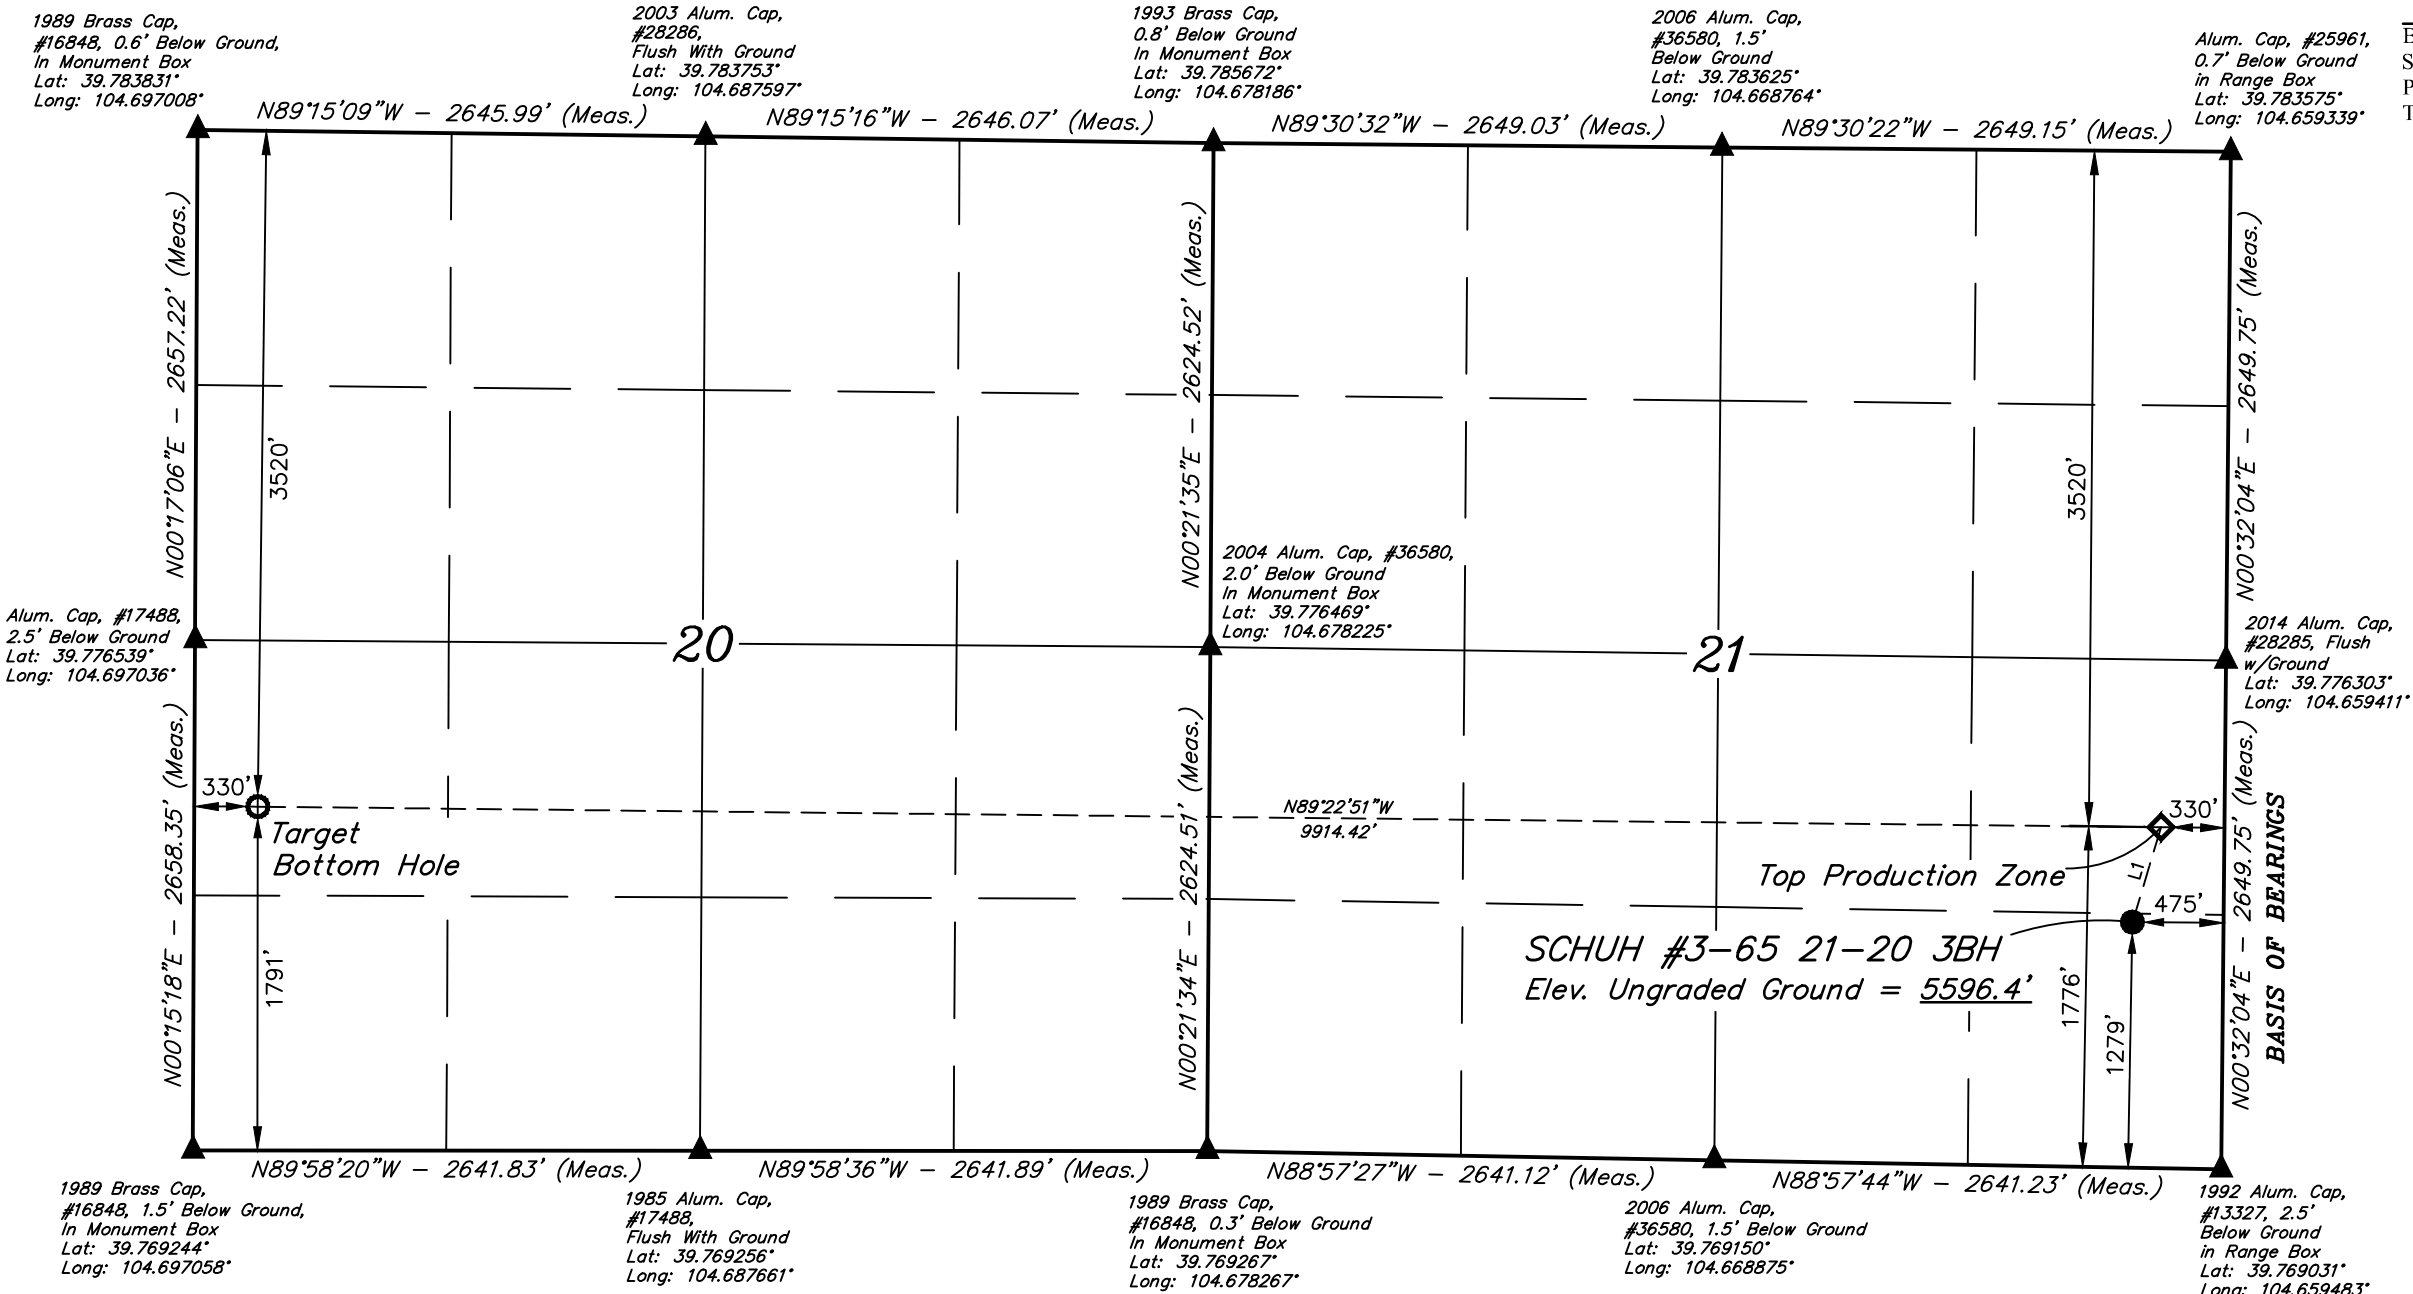 1989 Brass Cap,
#16848, 0.6' Below Ground,
In Monument Box
Lat: 39.783831°
Long: 104.697008°
2003 Alum. Cap,
#28286,
Flush With Ground
Lat: 39.783753°
Long: 104.687597°
1993 Brass Cap,
0.8' Below Ground
In Monument Box
Lat: 39.785672°
Long: 104.678186°
2006 Alum. Cap,
#36580, 1.5'
Below Ground
Lat: 39.783625°
Long: 104.668764°
Alum. Cap, #25961,
0.7' Below Ground
in Range Box
Lat: 39.783575°
Long: 104.659339°
N89°15'09"W - 2645.99' (Meas.)
N89°15'16"W - 2646.07' (Meas.)
N89°30'32"W - 2649.03' (Meas.)
N89°30'22"W - 2649.15' (Meas.)
N00°17'06"E - 2657.22' (Meas.)
3520'
N00°21'35"E - 2624.52' (Meas.)
3520'
N00°32'04"E - 2649.75' (Meas.)
2004 Alum. Cap, #36580,
2.0' Below Ground
In Monument Box
Lat: 39.776469°
Long: 104.678225°
Alum. Cap, #17488,
2.5' Below Ground
Lat: 39.776539°
Long: 104.697036°
20
21
2014 Alum. Cap,
#28285, Flush
w/Ground
Lat: 39.776303°
Long: 104.659411°
N00°15'18"E - 2658.35' (Meas.)
330'
Target
Bottom Hole
1791'
N00°21'34"E - 2624.51' (Meas.)
N89°22'51"W
9914.42'
330'
Top Production Zone
L1
475'
SCHUH #3-65 21-20 3BH
Elev. Ungraded Ground = 5596.4'
1776'
1279'
N00°32'04"E - 2649.75' (Meas.)
BASIS OF BEARINGS
N89°58'20"W - 2641.83' (Meas.)
N89°58'36"W - 2641.89' (Meas.)
N88°57'27"W - 2641.12' (Meas.)
N88°57'44"W - 2641.23' (Meas.)
1989 Brass Cap,
#16848, 1.5' Below Ground,
In Monument Box
Lat: 39.769244°
Long: 104.697058°
1985 Alum. Cap,
#17488,
Flush With Ground
Lat: 39.769256°
Long: 104.687661°
1989 Brass Cap,
#16848, 0.3' Below Ground
In Monument Box
Lat: 39.769267°
Long: 104.678267°
2006 Alum. Cap,
#36580, 1.5' Below Ground
Lat: 39.769150°
Long: 104.668875°
1992 Alum. Cap,
#13327, 2.5'
Below Ground
in Range Box
Lat: 39.769031°
Long: 104.659483°